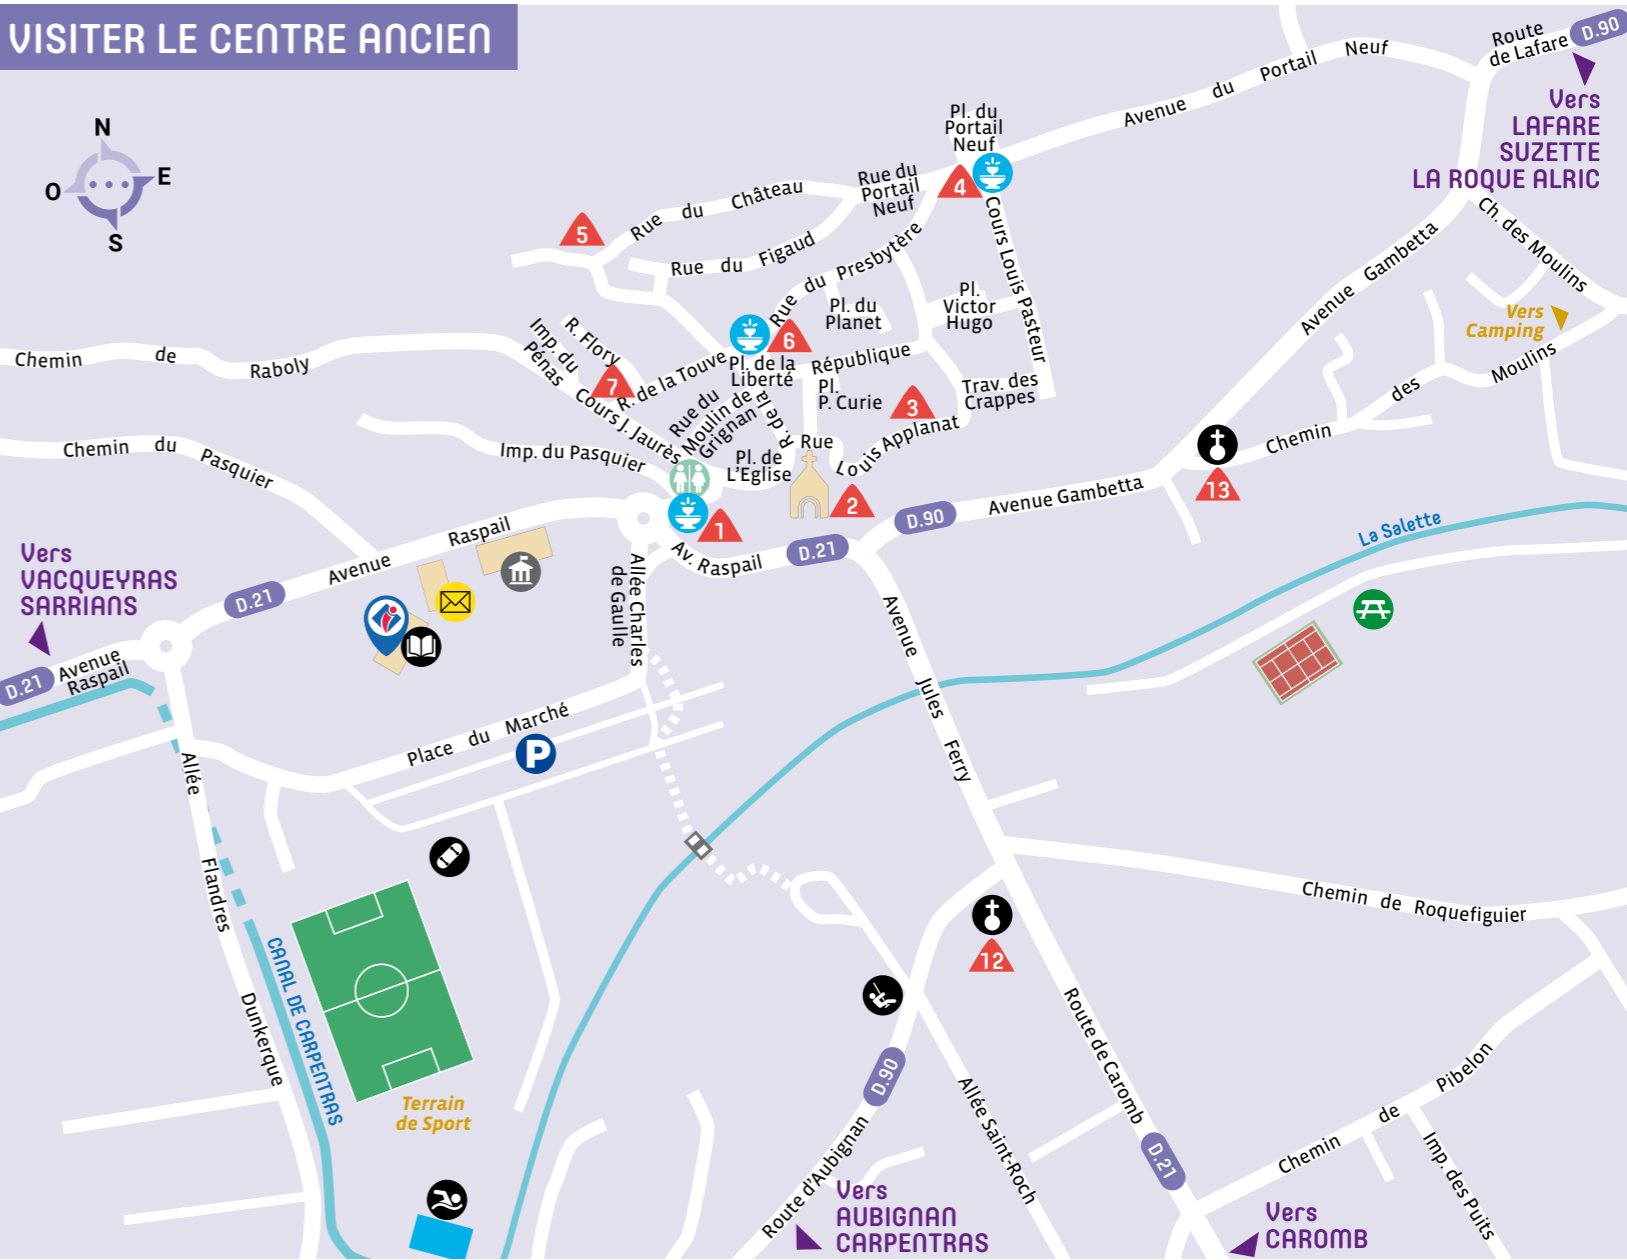 VISITER LE CENTRE ANCIEN
N
O
E
S
Route
de Lafare
D.90
Vers
LAFARE
SUZETTE
LA ROQUE ALRIC
Avenue du Portail Neuf
Pl. du
Portail
Neuf
4
Rue du
Portail
Neuf
Rue du Château
5
Rue du Figaud
Rue du Presbytère
Cours Louis Pasteur
Pl.
Victor
Hugo
Pl. du
Planet
6
Pl. de la
Liberté
République
Pl.
P. Curie
3
Trav. des
Crappes
Louis Applanat
Rue
R. de la
Pl. de
L'Eglise
2
Rue du
Moulin de
Grignan
R. de la Touve
7
R. Flory
Imp. du
Pénas
Cours J. Jaurès
Imp. du Pasquier
1
Chemin de Raboly
Chemin du Pasquier
Avenue Raspail
D.21
Av. Raspail
D.21
D.90
Avenue Gambetta
Avenue Gambetta
Ch. des Moulins
Vers
Camping
Chemin des Moulins
13
La Salette
Vers
VACQUEYRAS
SARRIANS
D.21
Avenue
Raspail
Allée Charles
de Gaulle
Place du Marché
P
Avenue Jules Ferry
Allée Flandres Dunkerque
CANAL DE CARPENTRAS
Terrain
de Sport
12
Chemin de Roquefiguier
Route de Caromb
D.21
D.90
Route d'Aubignan
Allée Saint-Roch
Vers
AUBIGNAN
CARPENTRAS
Vers
CAROMB
Chemin de Pibelon
Imp. des Puits